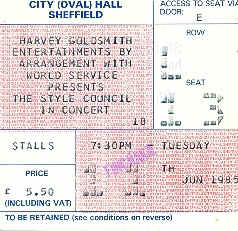 CITY (OVAL) HALL
SHEFFIELD
ACCESS TO SEAT VIA
DOOR: E
HARVEY GOLDSMITH
ENTERTAINMENTS BY
ARRANGEMENT WITH
WORLD SERVICE
PRESENTS
THE STYLE COUNCIL
IN CONCERT
ROW
SEAT
STALLS
7:30PM - TUESDAY
TH
JUN 1985
PRICE
£ 5.50
(INCLUDING VAT)
TO BE RETAINED (see conditions on reverse)